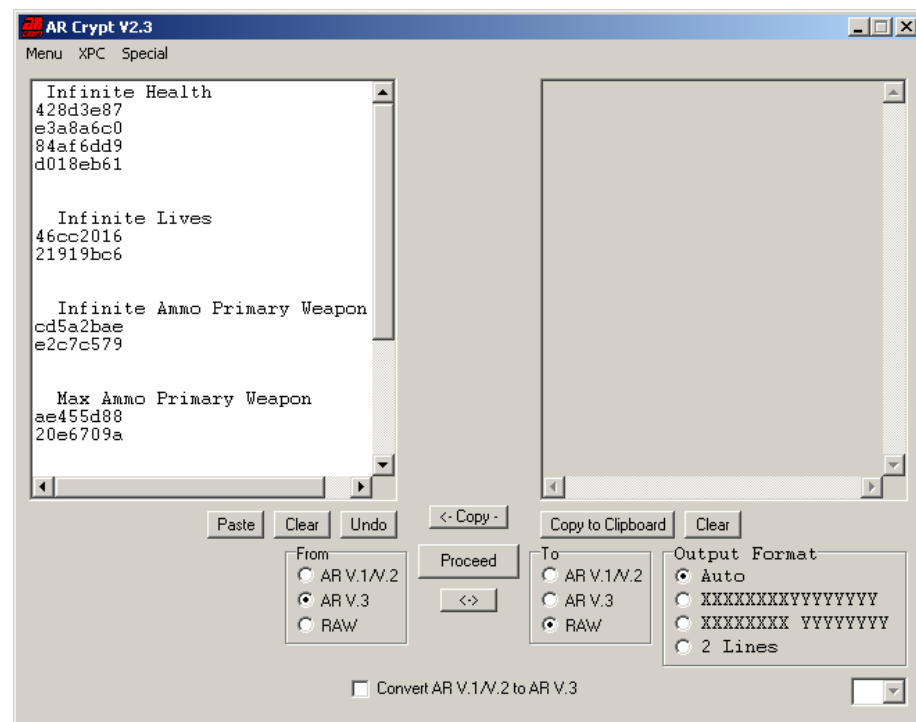 AR Crypt V2.3
Menu XPC Special
Infinite Health
428d3e87
e3a8a6c0
84af6dd9
d018eb61
Infinite Lives
46cc2016
21919bc6
Infinite Ammo Primary Weapon
cd5a2bae
e2c7c579
Max Ammo Primary Weapon
ae455d88
20e6709a
Paste Clear Undo <- Copy - Copy to Clipboard Clear
From
AR V.1/V.2
AR V.3
RAW
Proceed
<->
To
AR V.1/V.2
AR V.3
RAW
Output Format
Auto
XXXXXXXXYYYYYYYY
XXXXXXXX YYYYYYYY
2 Lines
Convert AR V.1/V.2 to AR V.3